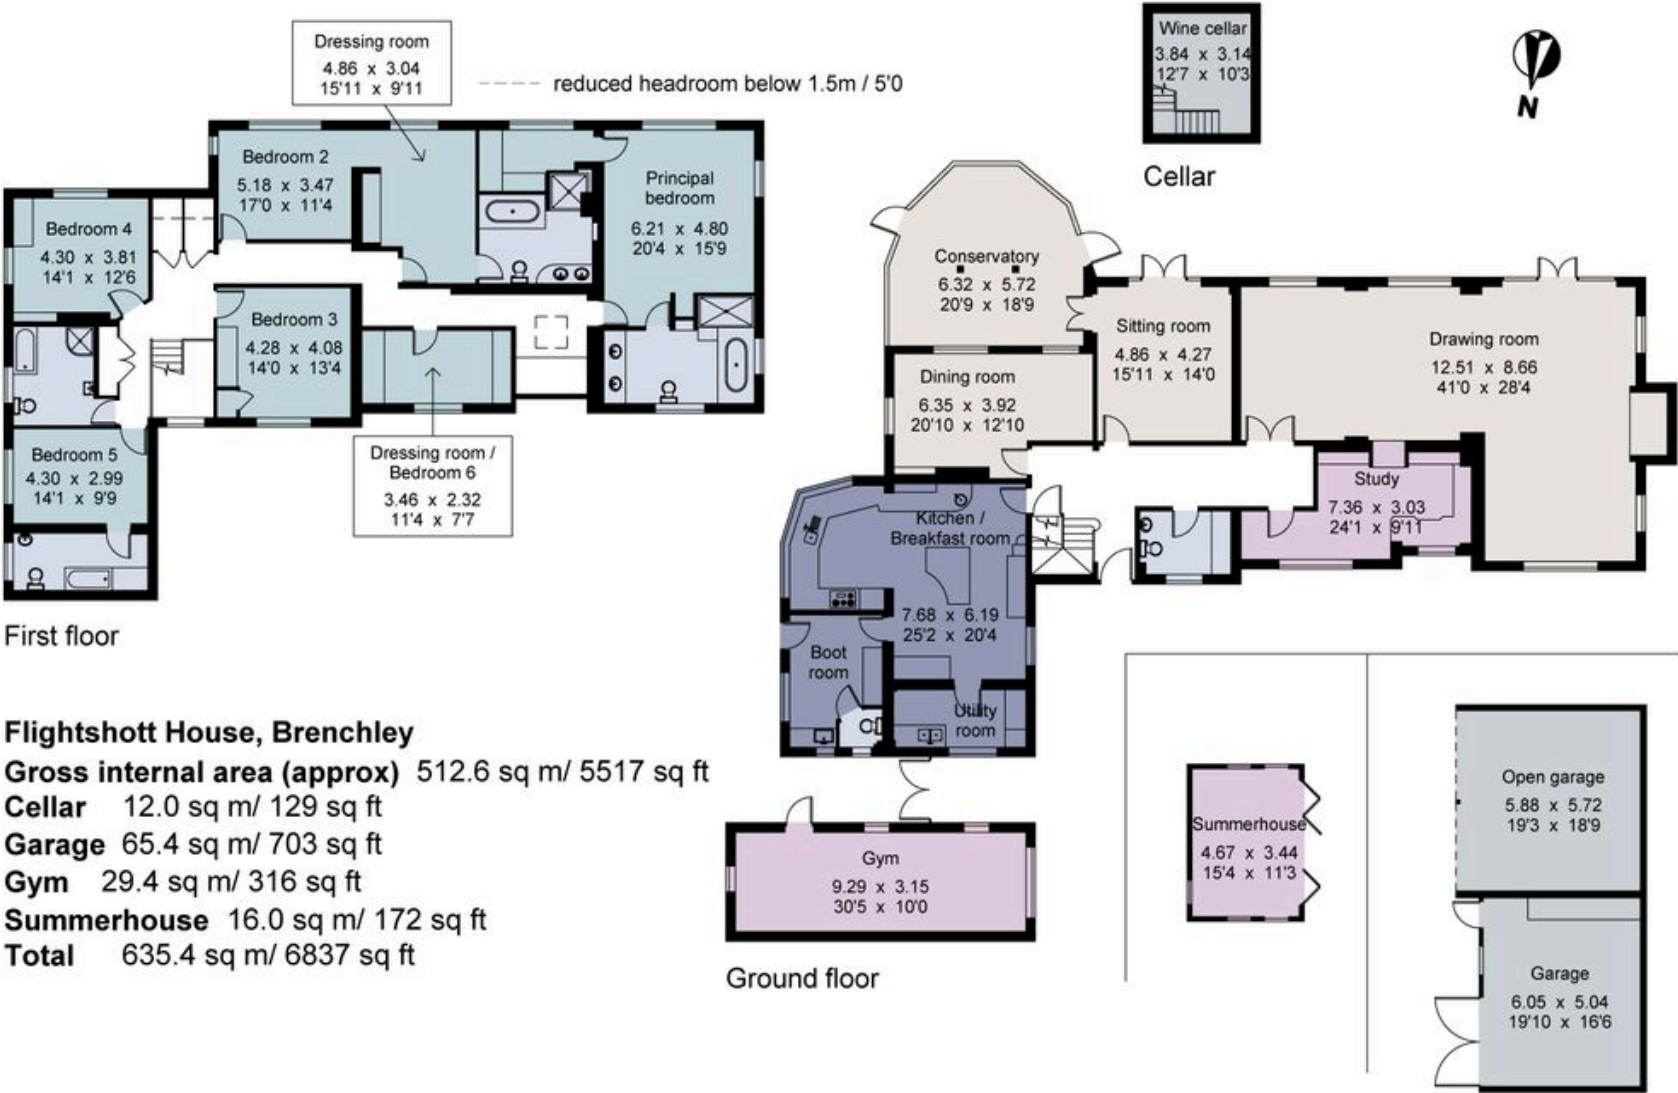 Dressing room
4.86 x 3.04
15'11 x 9'11
reduced headroom below 1.5m / 5'0
Bedroom 2
5.18 x 3.47
17'0 x 11'4
Principal
bedroom
6.21 x 4.80
20'4 x 15'9
Bedroom 4
4.30 x 3.81
14'1 x 12'6
Bedroom 3
4.28 x 4.08
14'0 x 13'4
Bedroom 5
4.30 x 2.99
14'1 x 9'9
Dressing room /
Bedroom 6
3.46 x 2.32
11'4 x 7'7
First floor
Wine cellar
3.84 x 3.14
12'7 x 10'3
Cellar
N
Conservatory
6.32 x 5.72
20'9 x 18'9
Sitting room
4.86 x 4.27
15'11 x 14'0
Drawing room
12.51 x 8.66
41'0 x 28'4
Dining room
6.35 x 3.92
20'10 x 12'10
Study
7.36 x 3.03
24'1 x 9'11
Kitchen /
Breakfast room
7.68 x 6.19
25'2 x 20'4
Boot
room
Utility
room
Gym
9.29 x 3.15
30'5 x 10'0
Ground floor
Summerhouse
4.67 x 3.44
15'4 x 11'3
Open garage
5.88 x 5.72
19'3 x 18'9
Garage
6.05 x 5.04
19'10 x 16'6
Flightshott House, Brenchley
Gross internal area (approx) 512.6 sq m/ 5517 sq ft
Cellar 12.0 sq m/ 129 sq ft
Garage 65.4 sq m/ 703 sq ft
Gym 29.4 sq m/ 316 sq ft
Summerhouse 16.0 sq m/ 172 sq ft
Total 635.4 sq m/ 6837 sq ft